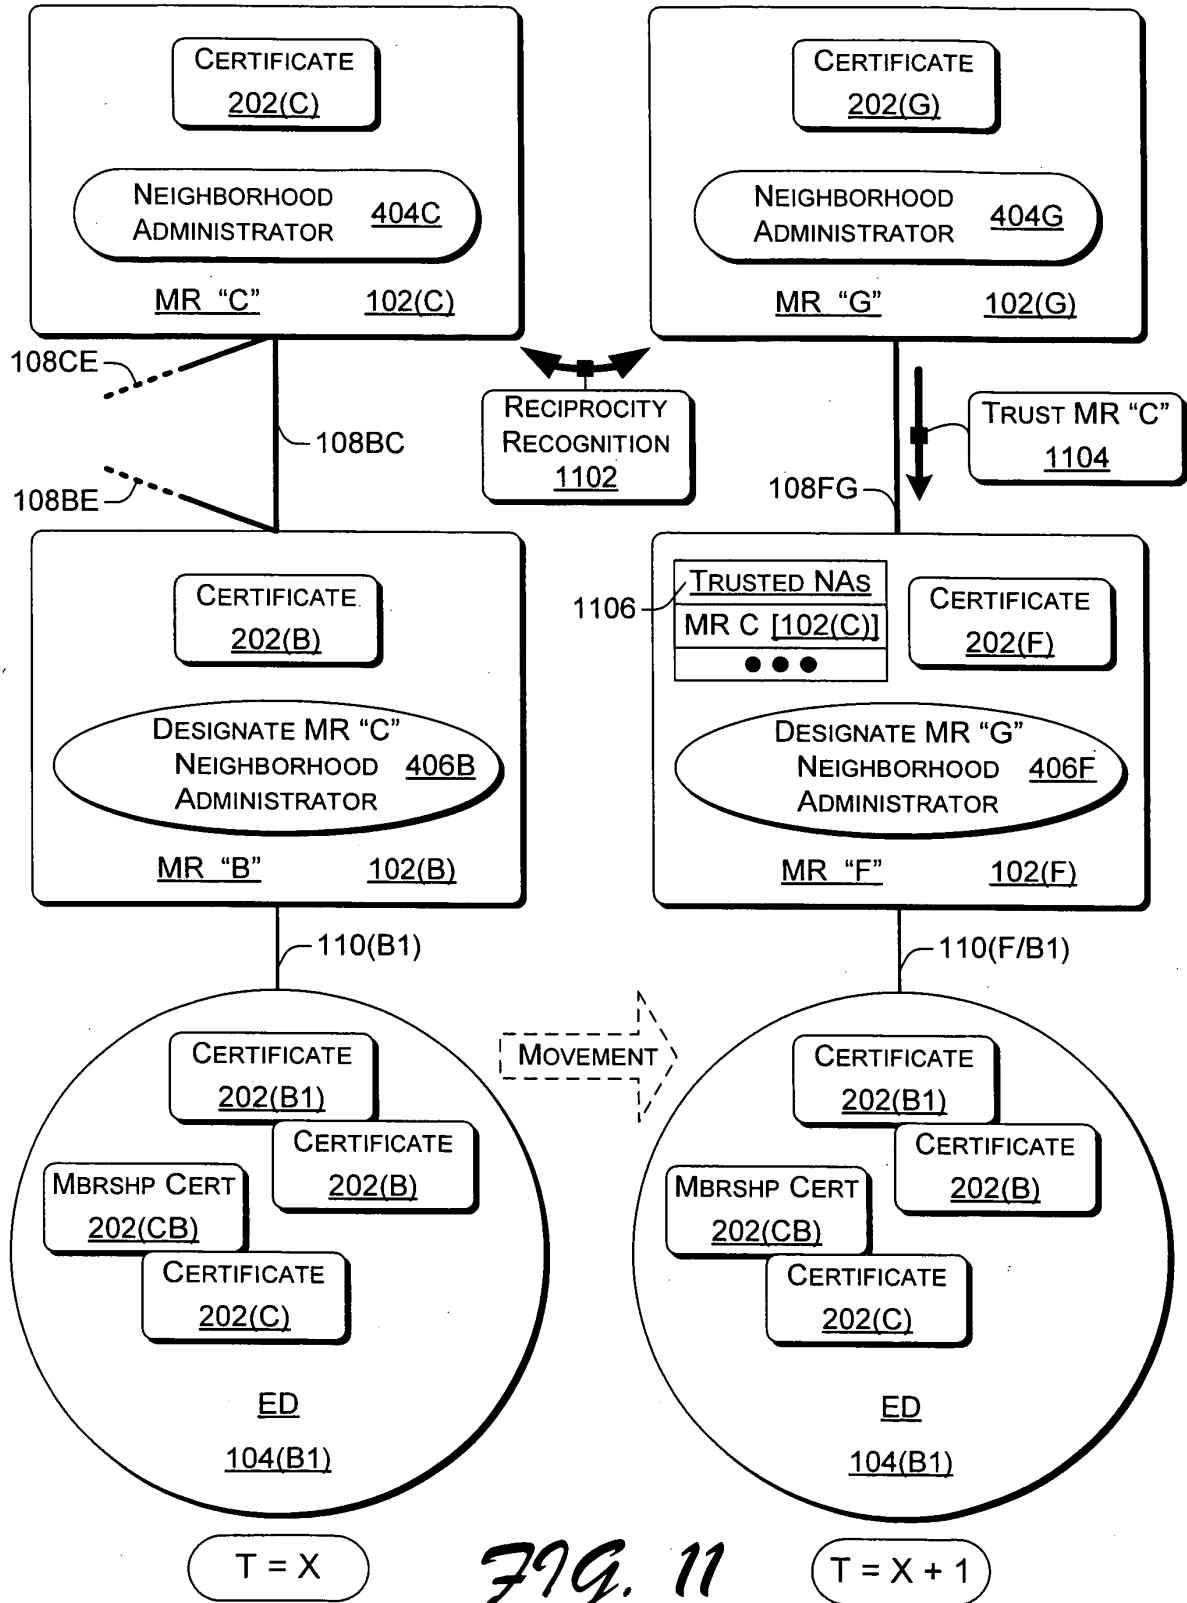 CERTIFICATE
202(C)
NEIGHBORHOOD
ADMINISTRATOR
404C
MR "C"
102(C)
CERTIFICATE
202(G)
NEIGHBORHOOD
ADMINISTRATOR
404G
MR "G"
102(G)
108CE
108BC
108BE
RECIPROCITY
RECOGNITION
1102
TRUST MR "C"
1104
108FG
CERTIFICATE
202(B)
DESIGNATE MR "C"
NEIGHBORHOOD
ADMINISTRATOR
406B
MR "B"
102(B)
1106
TRUSTED NAS
MR C [102(C)]
CERTIFICATE
202(F)
DESIGNATE MR "G"
NEIGHBORHOOD
ADMINISTRATOR
406F
MR "F"
102(F)
110(B1)
110(F/B1)
CERTIFICATE
202(B1)
CERTIFICATE
202(B)
MBRSHP CERT
202(CB)
CERTIFICATE
202(C)
ED
104(B1)
MOVEMENT
CERTIFICATE
202(B1)
CERTIFICATE
202(B)
MBRSHP CERT
202(CB)
CERTIFICATE
202(C)
ED
104(B1)
T = X
FIG. 11
T = X + 1